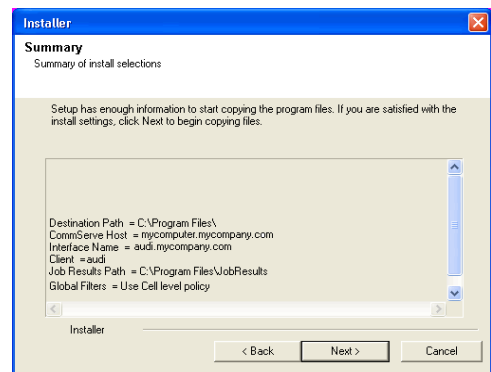 Installer
Summary
Summary of install selections
Setup has enough information to start copying the program files. If you are satisfied with the
install settings, click Next to begin copying files.
Destination Path = C:\Program Files\
CommServe Host = mycomputer.mycompany.com
Interface Name = audi.mycompany.com
Client =audi
Job Results Path = C:\Program Files\JobResults
Global Filters = Use Cell level policy
Installer
< Back Next > Cancel